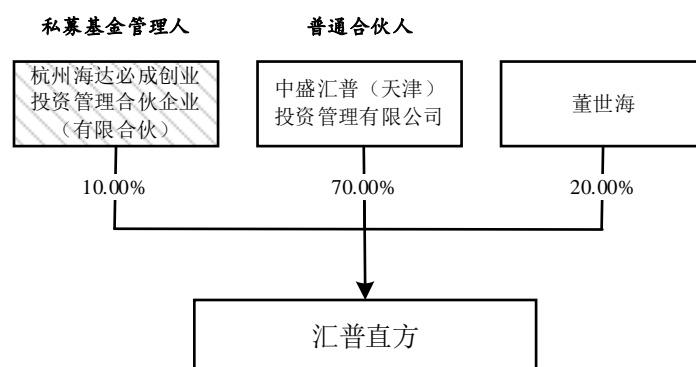 私募基金管理人
普通合伙人
杭州海达必成创业
投资管理合伙企业
（有限合伙）
中盛汇普（天津）
投资管理有限公司
董世海
10.00%
70.00%
20.00%
汇普直方